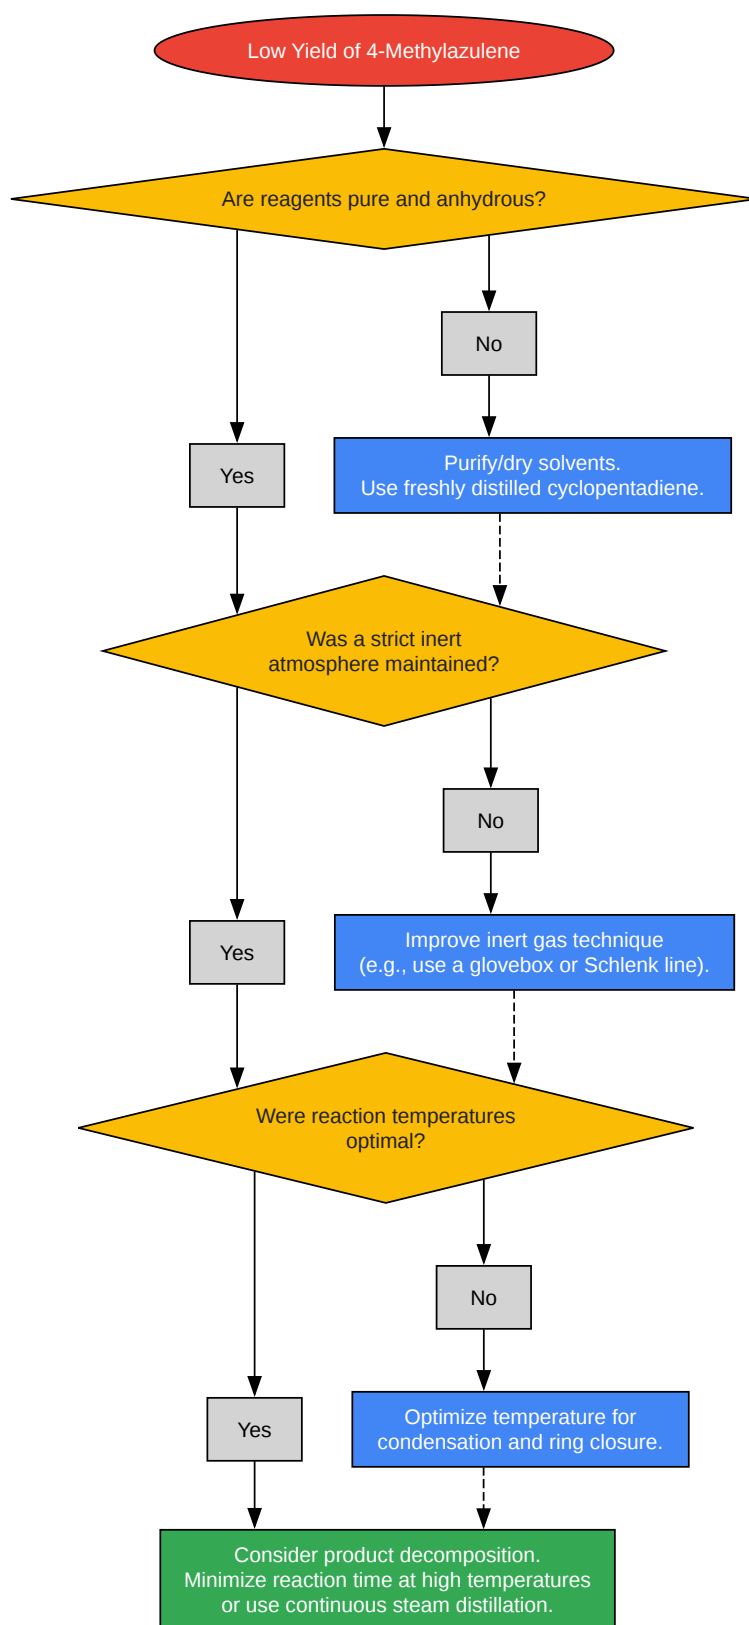 Low Yield of 4-Methylazulene
Are reagents pure and anhydrous?
No
Yes
Purify/dry solvents.
Use freshly distilled cyclopentadiene.
Was a strict inert
atmosphere maintained?
No
Yes
Improve inert gas technique
(e.g., use a glovebox or Schlenk line).
Were reaction temperatures
optimal?
No
Yes
Optimize temperature for
condensation and ring closure.
Consider product decomposition.
Minimize reaction time at high temperatures
or use continuous steam distillation.